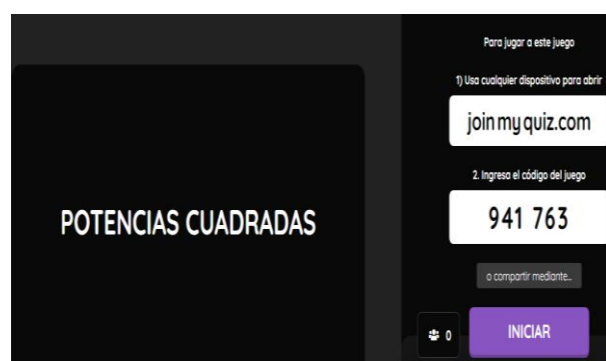 POTENCIAS CUADRADAS
Para jugar a este juego
1) Usa cualquier dispositivo para abrir
joinmyquiz.com
2. Ingresa el código del juego
941 763
o compartir mediante...
0
INICIAR